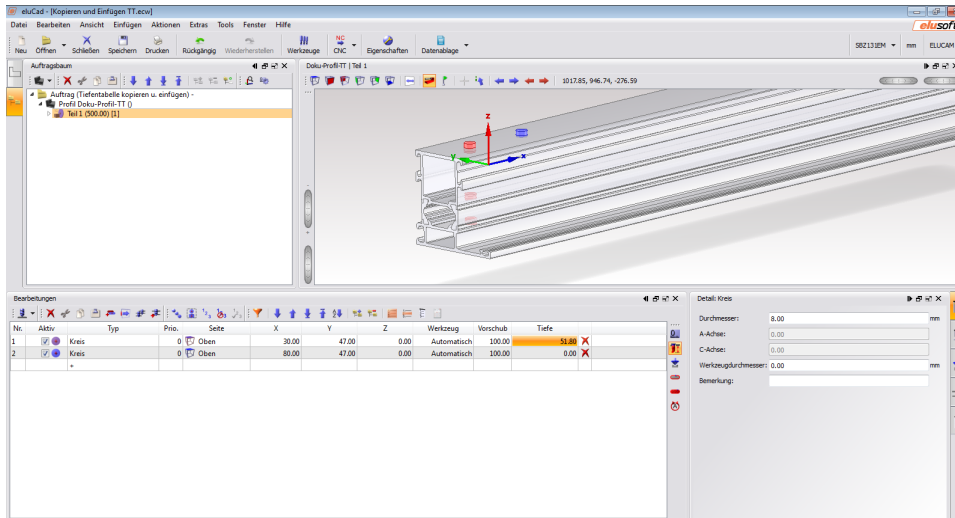 eluCad - [Kopieren und Einfügen TT.ecw]
Datei Bearbeiten Ansicht Einfügen Aktionen Extras Tools Fenster Hilfe
elusoft
Neu Öffnen Schließen Speichern Drucken Rückgängig Wiederherstellen Werkzeuge CNC Eigenschaften Datenablage
NC
SBZ131EM mm ELUCAM
Auftragsbaum
Auftrag (Tiefentabelle kopieren u. einfügen) -
Profil Doku-Profil-TT ()
Teil 1 (500.00) [1]
Doku-Profil-TT | Teil 1
1017.85, 946.74, -276.59
z
y
x
Bearbeitungen
Nr. Aktiv Typ Prio. Seite X Y Z Werkzeug Vorschub Tiefe
1 Kreis 0 Oben 30.00 47.00 0.00 Automatisch 100.00 51.80
2 Kreis 0 Oben 80.00 47.00 0.00 Automatisch 100.00 0.00
+
Detail: Kreis
Durchmesser: 8.00 mm
A-Achse: 0.00
C-Achse: 0.00
Werkzeugdurchmesser: 0.00 mm
Bemerkung: